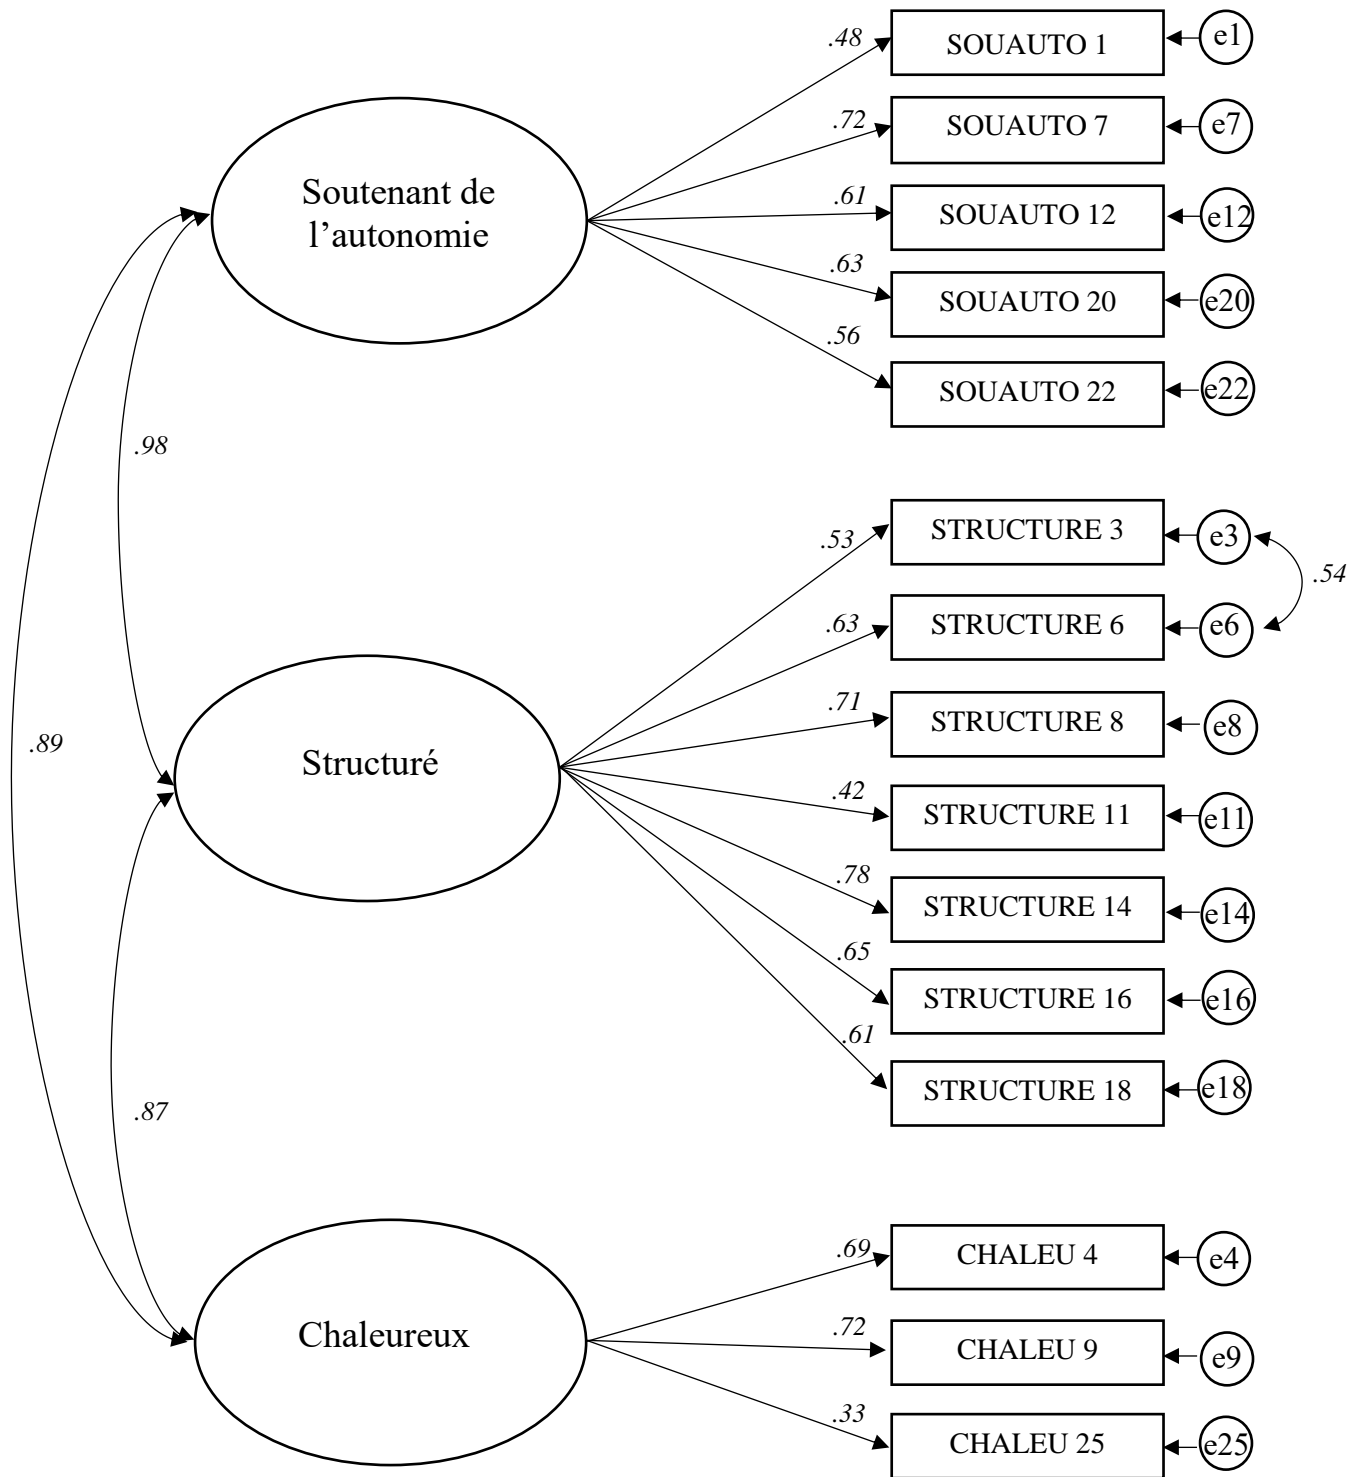 .48
SOUAUTO 1
e1
.72
SOUAUTO 7
e7
Soutenant de
l’autonomie
.61
SOUAUTO 12
e12
.63
SOUAUTO 20
e20
.56
SOUAUTO 22
e22
.98
.53
STRUCTURE 3
e3
.54
.63
STRUCTURE 6
e6
.71
STRUCTURE 8
e8
.89
Structuré
.42
STRUCTURE 11
e11
.78
STRUCTURE 14
e14
.65
STRUCTURE 16
e16
.61
STRUCTURE 18
e18
.87
.69
CHALEU 4
e4
Chaleureux
.72
CHALEU 9
e9
.33
CHALEU 25
e25